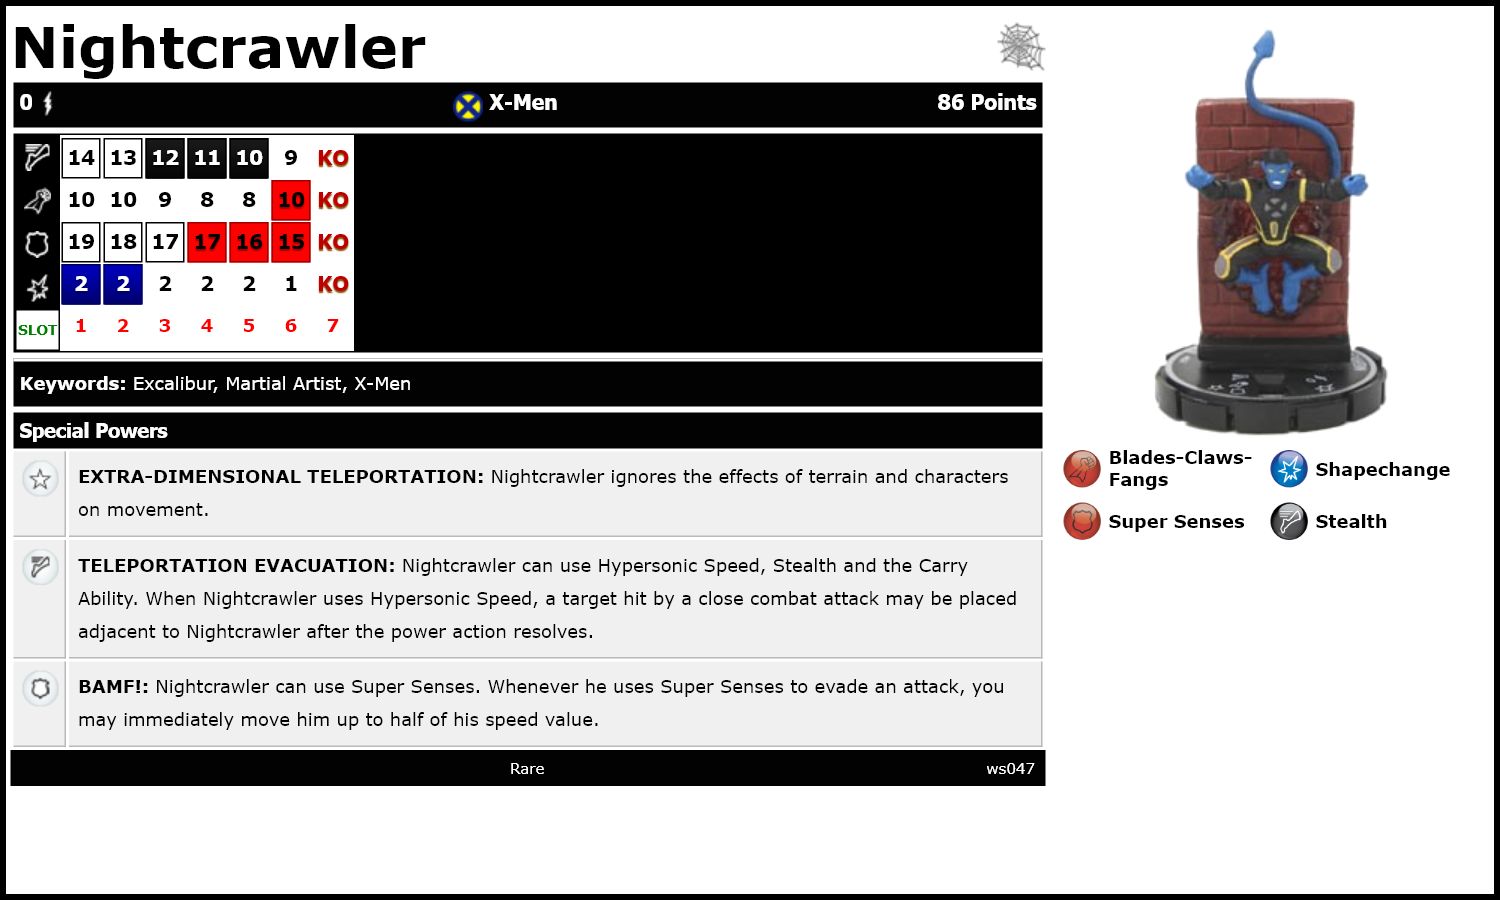 Nightcrawler
0 X-Men 86 Points
14 13 12 11 10 9 KO
10 10 9 8 8 10 KO
19 18 17 17 16 15 KO
2 2 2 2 2 1 KO
SLOT 1 2 3 4 5 6 7
Keywords: Excalibur, Martial Artist, X-Men
Special Powers
EXTRA-DIMENSIONAL TELEPORTATION: Nightcrawler ignores the effects of terrain and characters
on movement.
TELEPORTATION EVACUATION: Nightcrawler can use Hypersonic Speed, Stealth and the Carry
Ability. When Nightcrawler uses Hypersonic Speed, a target hit by a close combat attack may be placed
adjacent to Nightcrawler after the power action resolves.
BAMF!: Nightcrawler can use Super Senses. Whenever he uses Super Senses to evade an attack, you
may immediately move him up to half of his speed value.
Rare ws047
Blades-Claws-
Fangs
Shapechange
Super Senses
Stealth